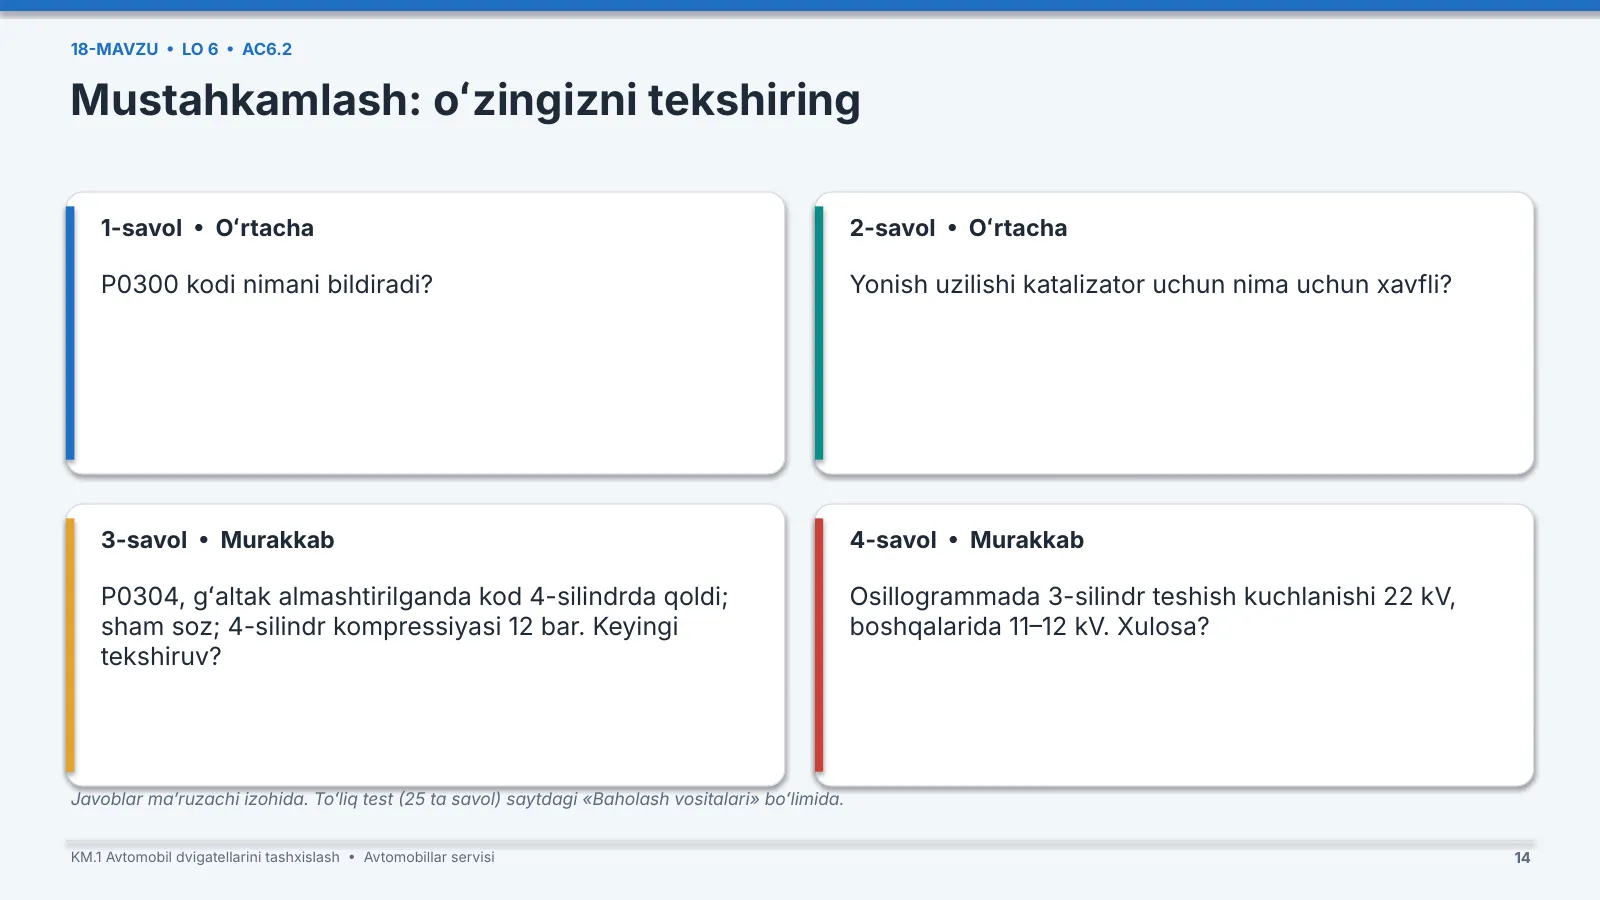 18-MAVZU • LO 6 • AC6.2
Mustahkamlash: oʻzingizni tekshiring
1-savol • Oʻrtacha
P0300 kodi nimani bildiradi?
2-savol • Oʻrtacha
Yonish uzilishi katalizator uchun nima uchun xavfli?
3-savol • Murakkab
P0304, gʻaltak almashtirilganda kod 4-silindrda qoldi;
sham soz; 4-silindr kompressiyasi 12 bar. Keyingi
tekshiruv?
4-savol • Murakkab
Osillogrammada 3-silindr teshish kuchlanishi 22 kV,
boshqalarida 11–12 kV. Xulosa?
Javoblar maʼruzachi izohida. Toʻliq test (25 ta savol) saytdagi «Baholash vositalari» boʻlimida.
KM.1 Avtomobil dvigatellarini tashxislash • Avtomobillar servisi
14